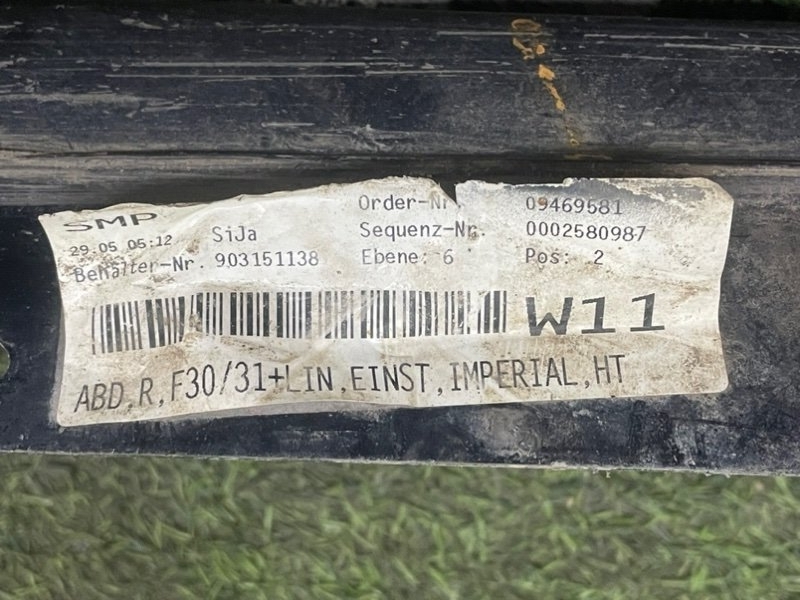 SMP
Order-Nr. 09469581
29.05 05:12 SiJa Sequenz-Nr. 0002580987
Behälter-Nr. 903151138 Ebene: 6 Pos: 2
W11
ABD,R,F30/31+LIN,EINST,IMPERIAL,HT